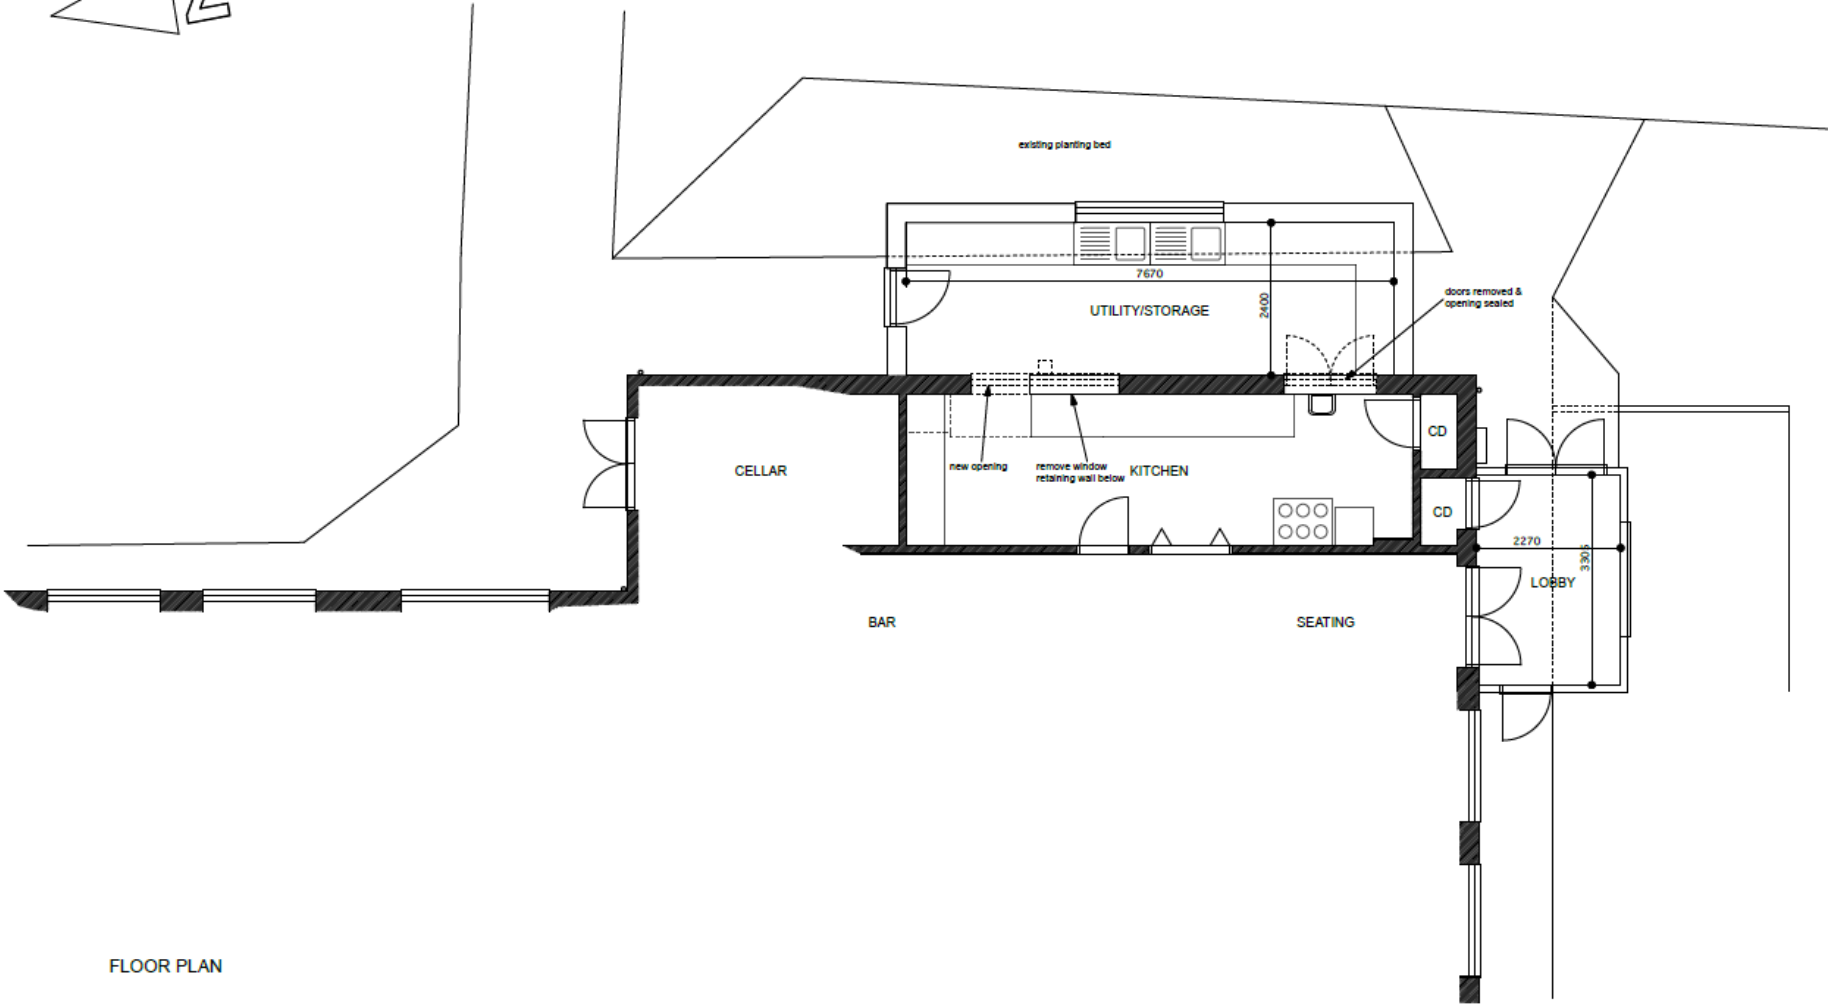 Z
existing planting bed
7670
2400
UTILITY/STORAGE
doors removed &
opening sealed
new opening
remove window
retaining wall below
KITCHEN
CELLAR
CD
CD
2270
3305
LOBBY
BAR
SEATING
FLOOR PLAN